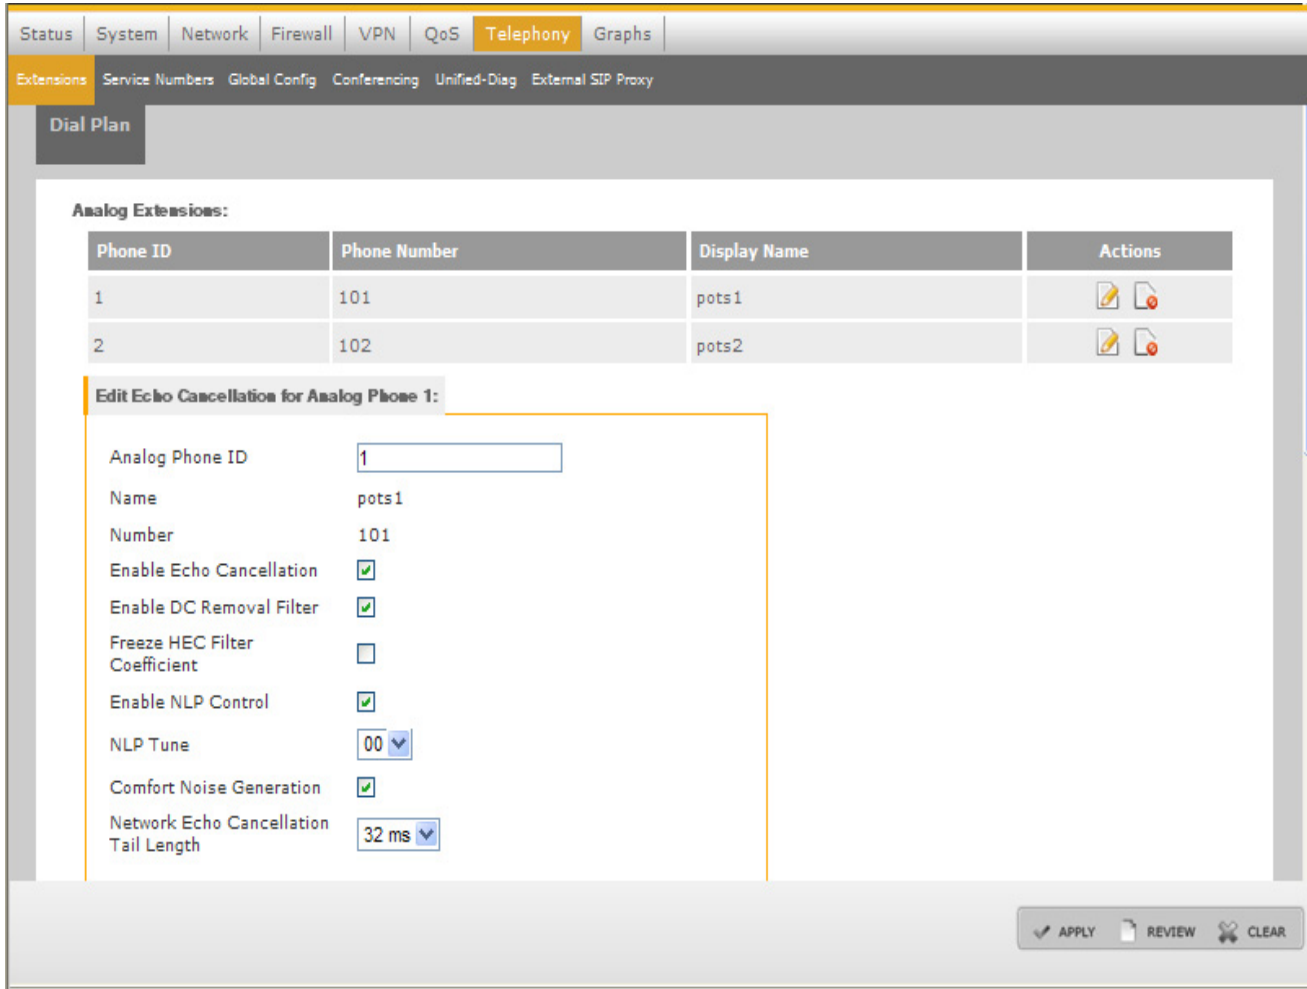 Status System Network Firewall VPN QoS Telephony Graphs
Extensions Service Numbers Global Config Conferencing Unified-Diag External SIP Proxy
Dial Plan
Analog Extensions:
Phone ID Phone Number Display Name Actions
1 101 pots1
2 102 pots2
Edit Echo Cancellation for Analog Phone 1:
Analog Phone ID 1
Name pots1
Number 101
Enable Echo Cancellation
Enable DC Removal Filter
Freeze HEC Filter
Coefficient
Enable NLP Control
NLP Tune 00
Comfort Noise Generation
Network Echo Cancellation
Tail Length 32 ms
APPLY REVIEW CLEAR